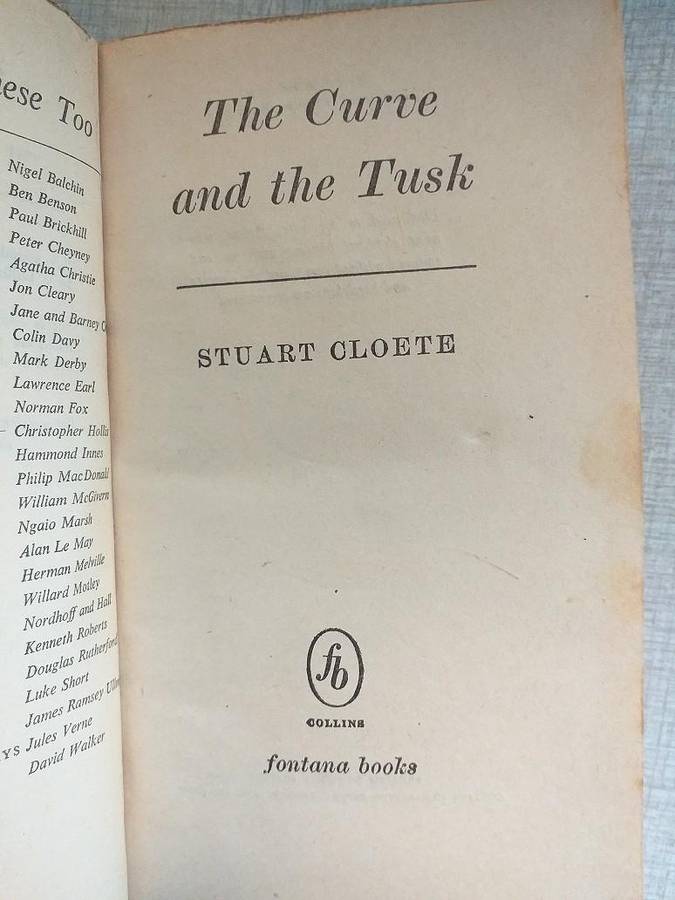 Too
Nigel Balchin
Ben Benson
Paul Brickhill
Peter Cheyney
Agatha Christie
Jon Cleary
Jane and Barney
Colin Davy
Mark Derby
Lawrence Earl
Norman Fox
Christopher
Hammond Innes
Philip MacDonald
William McGivern
Ngaio Marsh
Alan Le May
Herman Melville
Willard Motley
Nordhoff and Hall
Kenneth Roberts
Douglas Rutherford
Luke Short
James Ramsey
Jules Verne
David Walker
The Curve
and the Tusk
STUART CLOETE
fb
COLLINS
fontana books